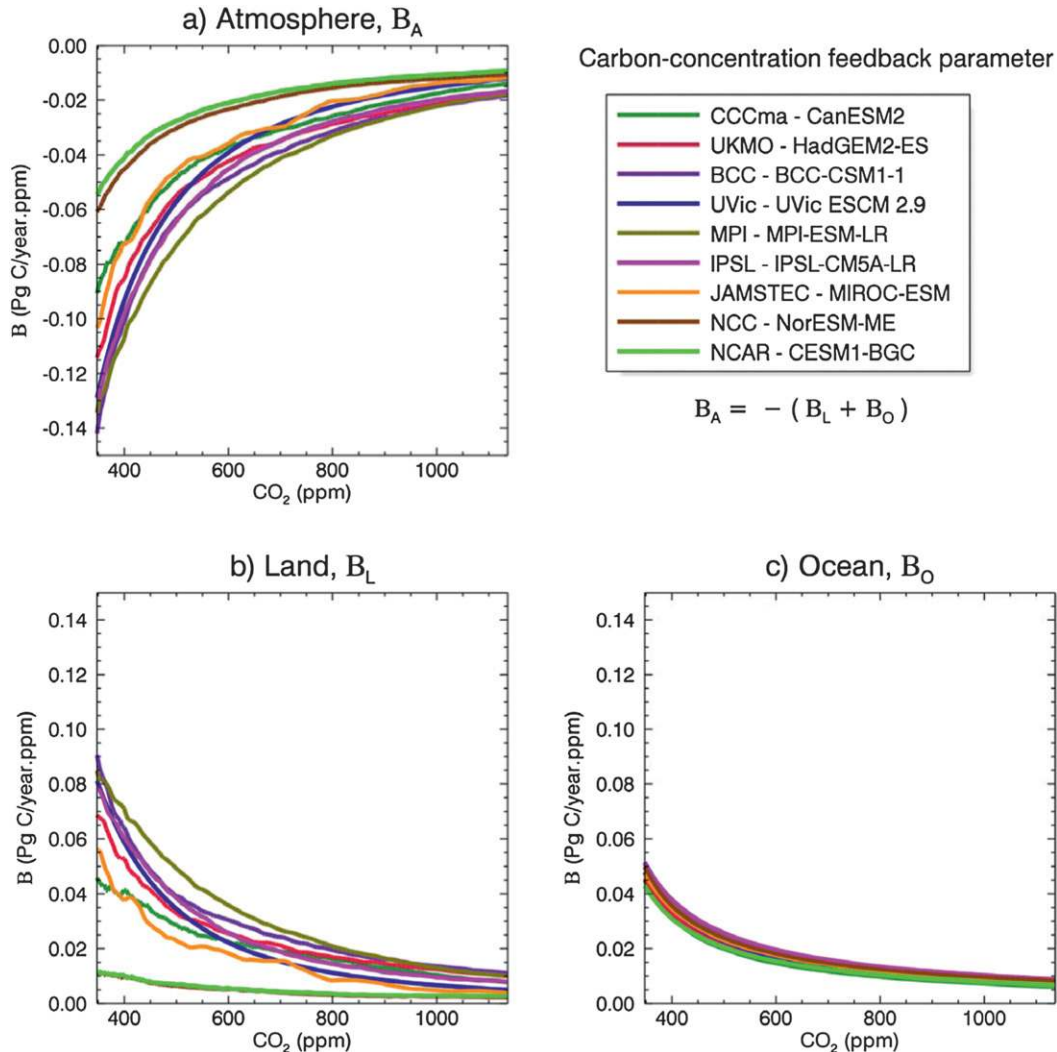 a) Atmosphere, B_A
0.00
-0.02
-0.04
-0.06
-0.08
-0.10
-0.12
-0.14
B (Pg C/year.ppm)
400 600 800 1000
CO₂ (ppm)
Carbon-concentration feedback parameter
CCCma - CanESM2
UKMO - HadGEM2-ES
BCC - BCC-CSM1-1
UVic - UVic ESCM 2.9
MPI - MPI-ESM-LR
IPSL - IPSL-CM5A-LR
JAMSTEC - MIROC-ESM
NCC - NorESM-ME
NCAR - CESM1-BGC
B_A = - ( B_L + B_O )
b) Land, B_L
0.14
0.12
0.10
0.08
0.06
0.04
0.02
0.00
B (Pg C/year.ppm)
400 600 800 1000
CO₂ (ppm)
c) Ocean, B_O
0.14
0.12
0.10
0.08
0.06
0.04
0.02
0.00
B (Pg C/year.ppm)
400 600 800 1000
CO₂ (ppm)